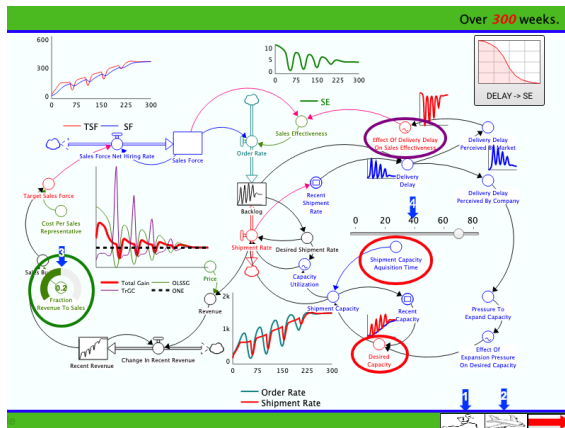 Over 300 weeks.
600
300
0
0 75 150 225 300
TSF SF
10
5
0
0 75 150 225 300
SE
DELAY -> SE
Sales Force Net Hiring Rate
Sales Force
Order Rate
Sales Effectiveness
Effect Of Delivery Delay
On Sales Effectiveness
Delivery Delay
Perceived By Market
Target Sales Force
Cost Per Sales
Representative
Backlog
Recent
Shipment
Rate
Delivery
Delay
Delivery Delay
Perceived By Company
4
0 20 40 60 80
Shipment Rate
Desired Shipment Rate
Shipment Capacity
Aquisition Time
3
0.2
Fraction
Revenue To Sales
Capacity
Utilization
Price
Total Gain OLSSG
TrGC ONE
Revenue
Shipment Capacity
Recent
Capacity
Pressure To
Expand Capacity
2k
1k
0
0 75 150 225 300
Desired
Capacity
Effect Of
Expansion Pressure
On Desired Capacity
Recent Revenue
Change In Recent Revenue
Order Rate
Shipment Rate
1 2